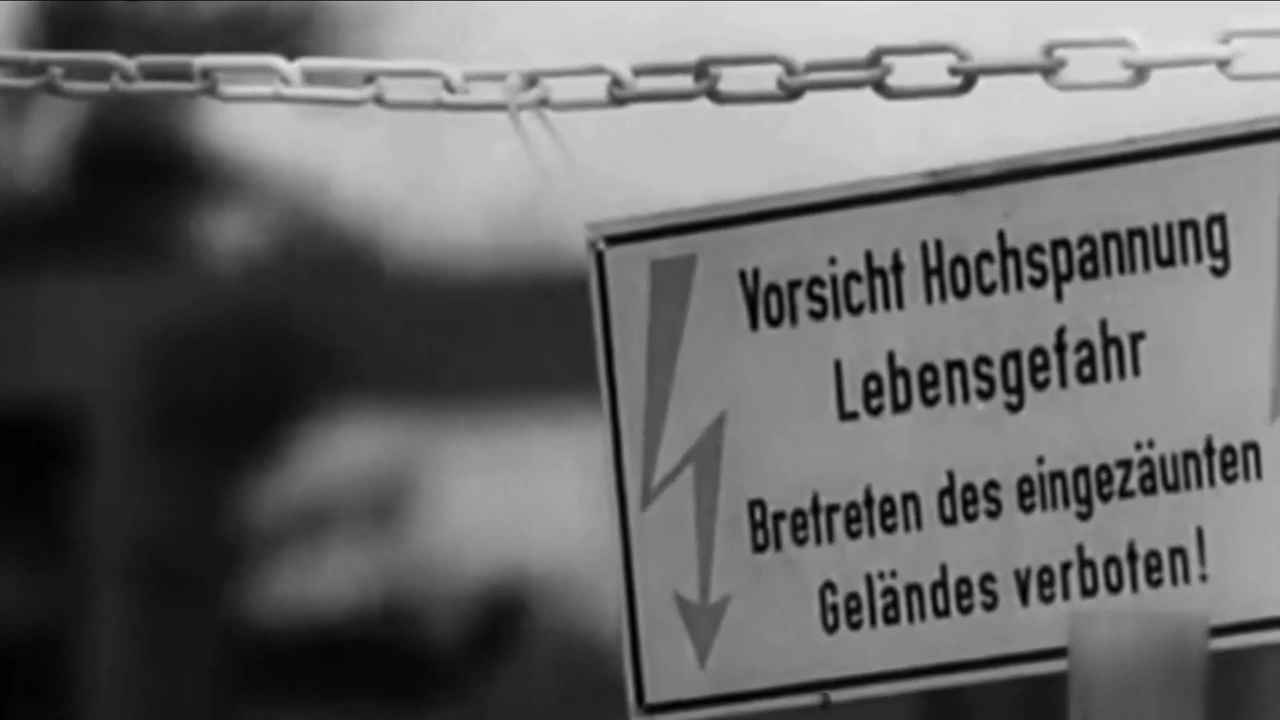 Vorsicht Hochspannung
Lebensgefahr
Bretreten des eingezäunten
Geländes verboten!